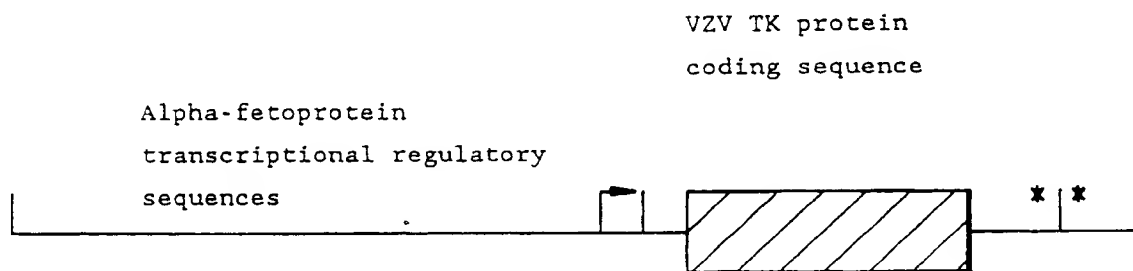 VZV TK protein
coding sequence
Alpha-fetoprotein
transcriptional regulatory
sequences
* *